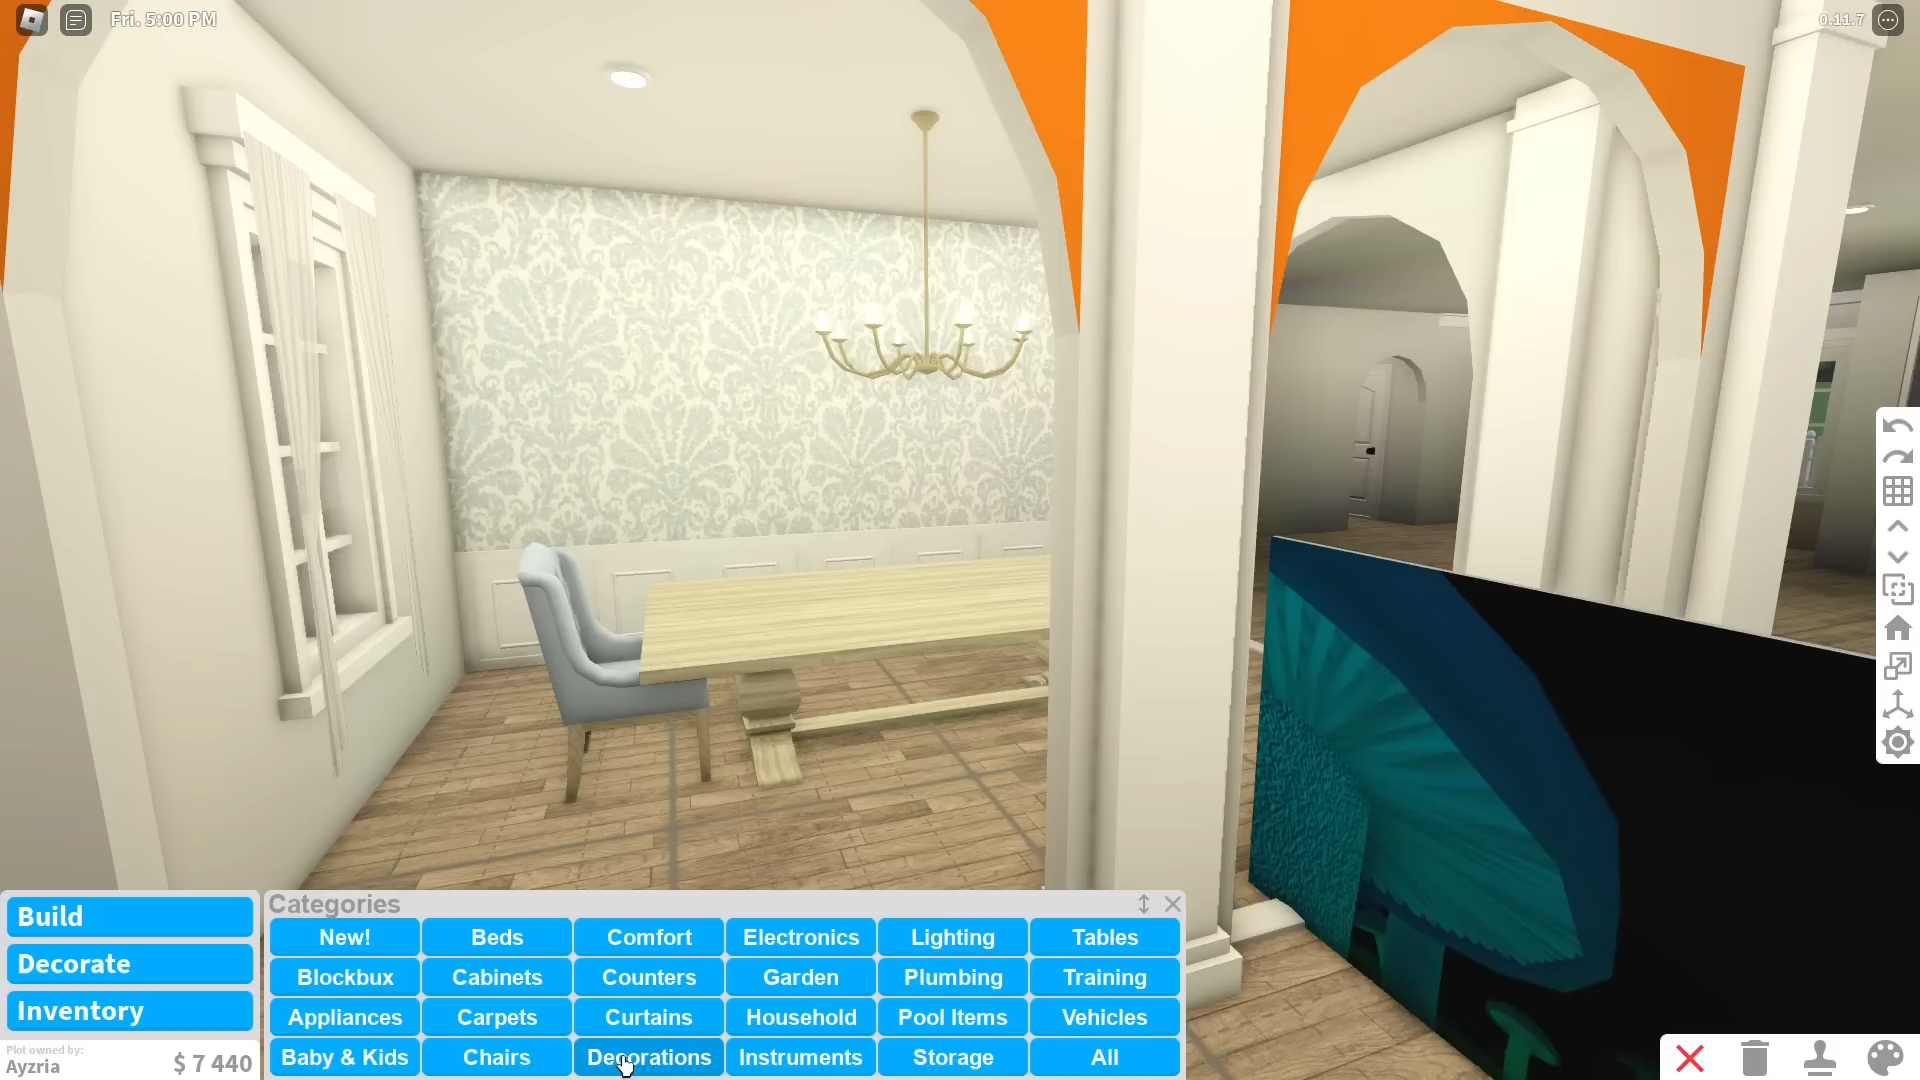 Fri. 5:00 PM
0.11.7
Categories
New! Beds Comfort Electronics Lighting Tables
Blockbux Cabinets Counters Garden Plumbing Training
Appliances Carpets Curtains Household Pool Items Vehicles
Baby & Kids Chairs Decorations Instruments Storage All
Build
Decorate
Inventory
Plot owned by:
Ayzria
$ 7 440